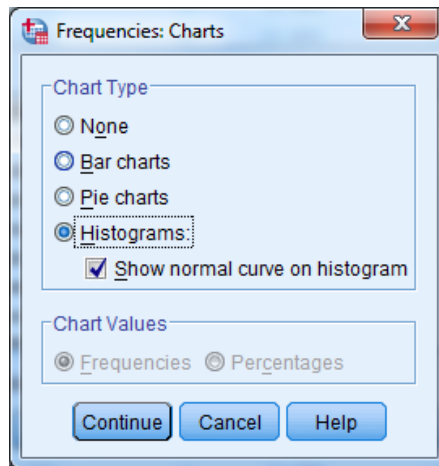 Frequencies: Charts
Chart Type
None
Bar charts
Pie charts
Histograms:
Show normal curve on histogram
Chart Values
Frequencies Percentages
Continue Cancel Help